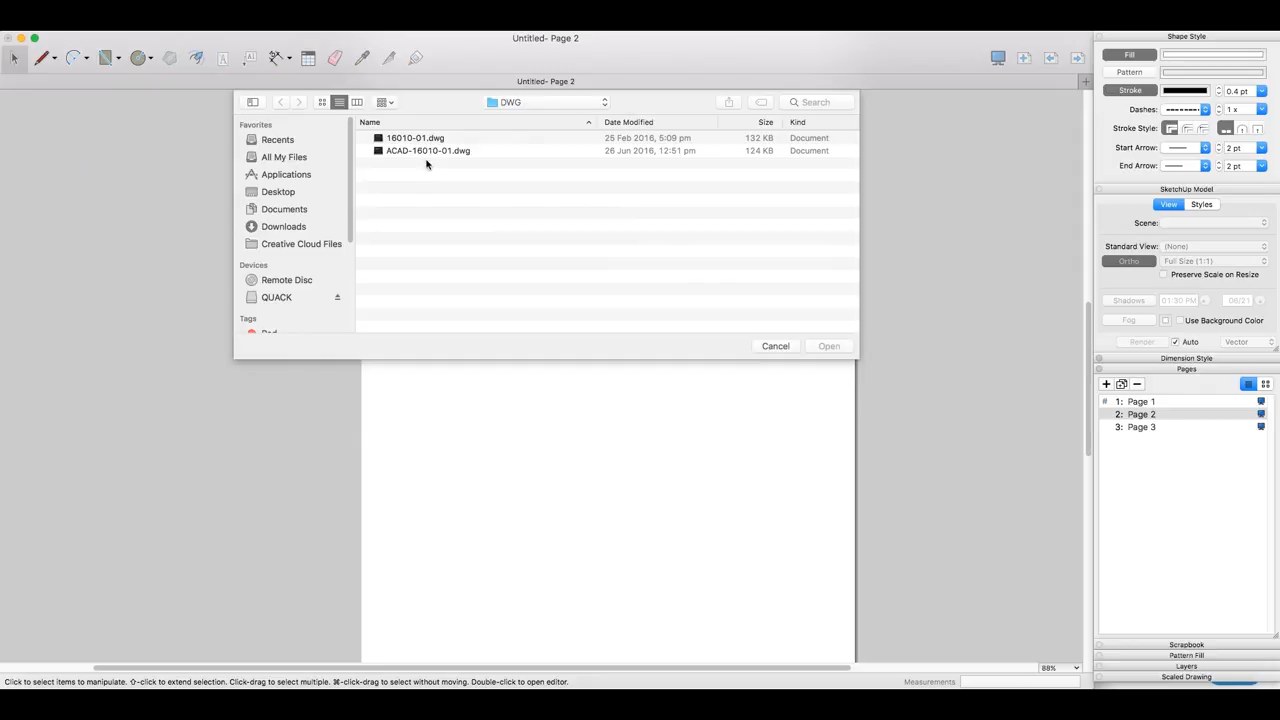 Untitled- Page 2
Untitled- Page 2
DWG
Search
Name
Date Modified
Size
Kind
16010-01.dwg
25 Feb 2016, 5:09 pm
132 KB
Document
ACAD-16010-01.dwg
26 Jun 2016, 12:51 pm
124 KB
Document
Favorites
Recents
All My Files
Applications
Desktop
Documents
Downloads
Creative Cloud Files
Devices
Remote Disc
QUACK
Tags
Cancel
Open
Shape Style
Fill
Pattern
Stroke
0.4 pt
Dashes:
1 x
Stroke Style:
Start Arrow:
2 pt
End Arrow:
2 pt
SketchUp Model
View
Styles
Scene:
Standard View:
(None)
Ortho
Full Size (1:1)
Preserve Scale on Resize
Shadows
01:30 PM
06/21
Fog
Use Background Color
Render
Auto
Vector
Dimension Style
Pages
# 1: Page 1
2: Page 2
3: Page 3
Scrapbook
Pattern Fill
Layers
Scaled Drawing
88%
Click to select items to manipulate. ⇧-click to extend selection. Click-drag to select multiple. ⌘-click-drag to select without moving. Double-click to open editor.
Measurements